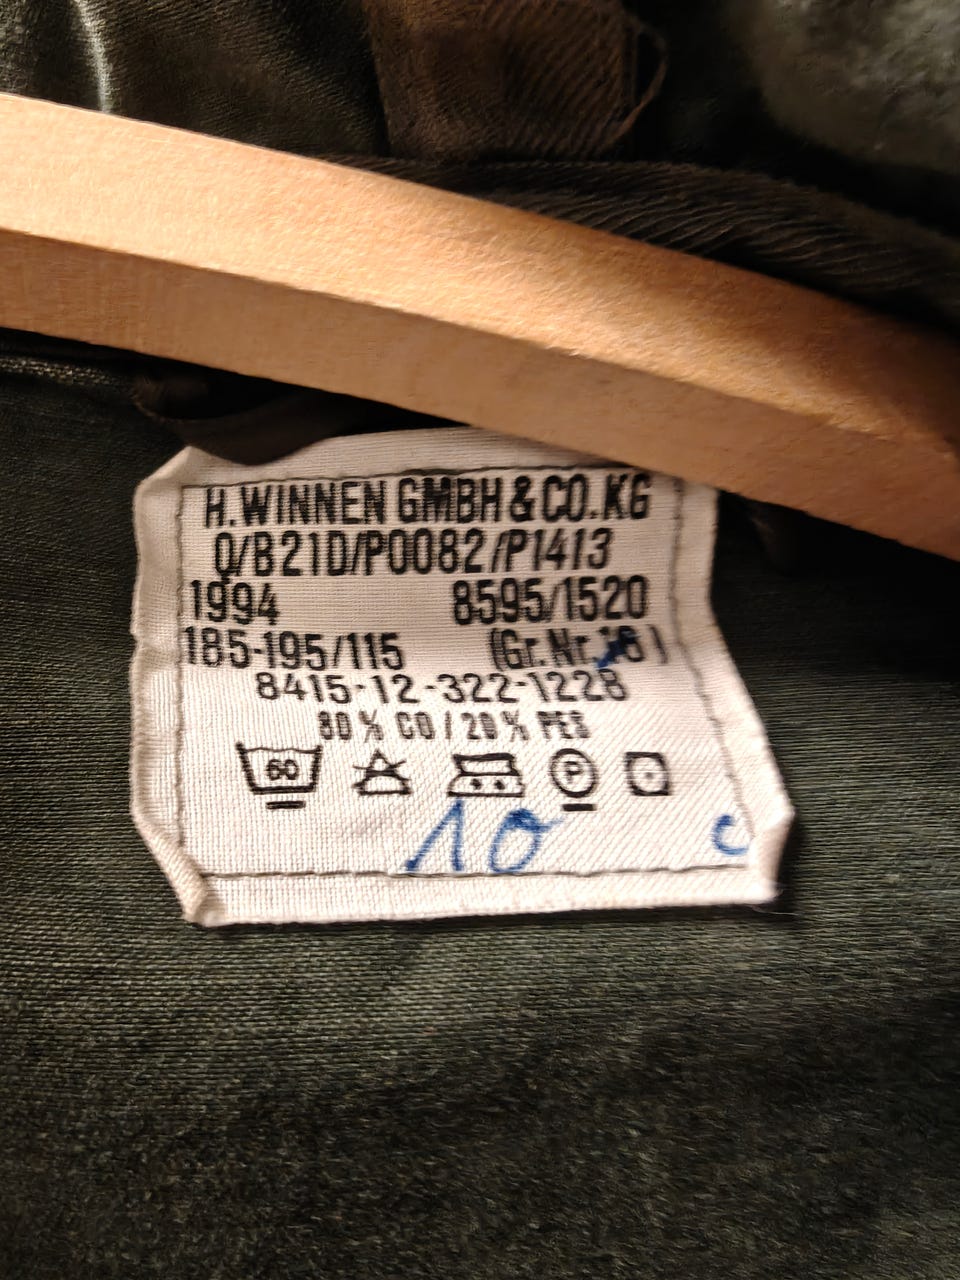 H.WINNEN GMBH & CO.KG
Q/B21D/P0082/P1413
1994 8595/1520
185-195/115 (Gr.Nr. )
8415-12-322-1228
80% CO / 20% PES
60 P
10